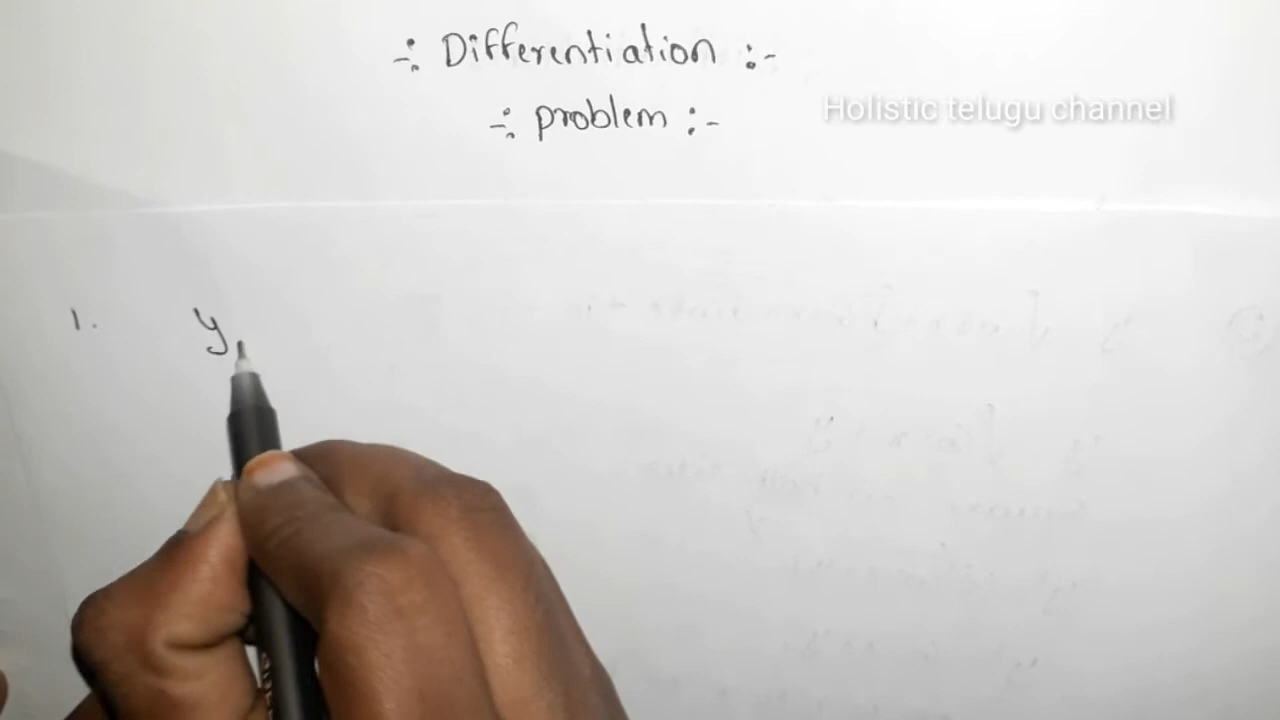 -: Differentiation :-
Holistic telugu channel
-: problem :-
1. y